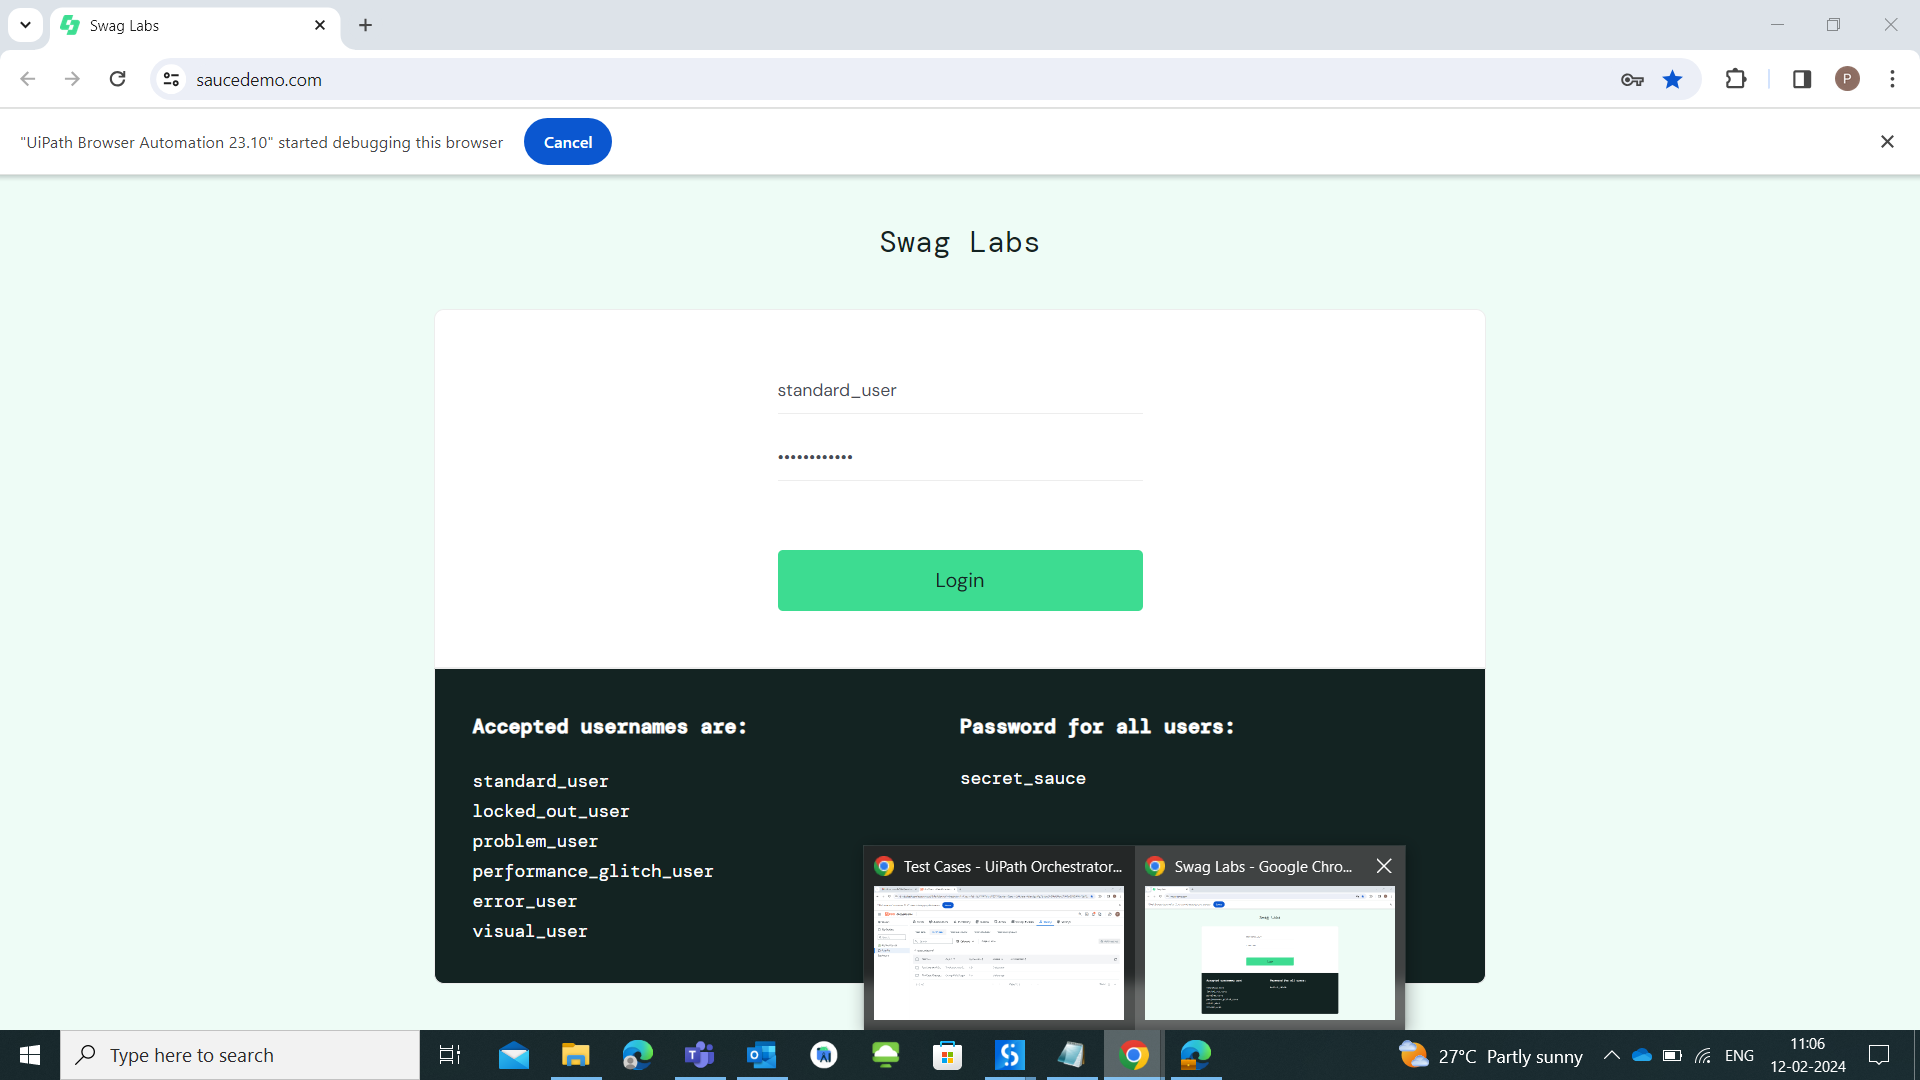 Swag Labs
saucedemo.com
P
"UiPath Browser Automation 23.10" started debugging this browser
Cancel
Swag Labs
standard_user
••••••••••••
Login
Accepted usernames are:
Password for all users:
standard_user
secret_sauce
locked_out_user
problem_user
performance_glitch_user
error_user
visual_user
Test Cases - UiPath Orchestrator...
Swag Labs - Google Chro...
Type here to search
27°C Partly sunny
ENG
11:06
12-02-2024